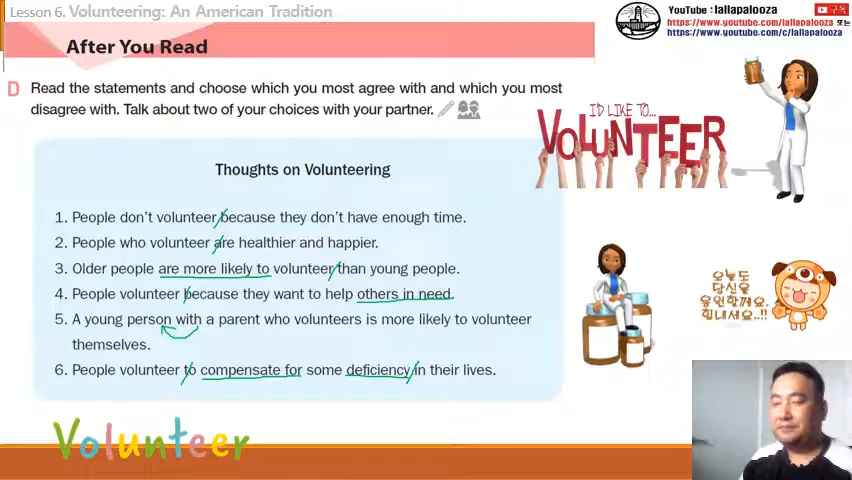 Lesson 6. Volunteering: An American Tradition
YouTube : lallapalooza 구독
https://www.youtube.com/lallapalooza 또는
https://www.youtube.com/c/lallapalooza
After You Read
D Read the statements and choose which you most agree with and which you most
disagree with. Talk about two of your choices with your partner.
I'D LIKE TO...
VOLUNTEER
Thoughts on Volunteering
1. People don't volunteer because they don't have enough time.
2. People who volunteer are healthier and happier.
3. Older people are more likely to volunteer than young people.
4. People volunteer because they want to help others in need.
5. A young person with a parent who volunteers is more likely to volunteer
themselves.
6. People volunteer to compensate for some deficiency in their lives.
오늘도
당신을
응원할께요.
힘내세요..!!
Volunteer